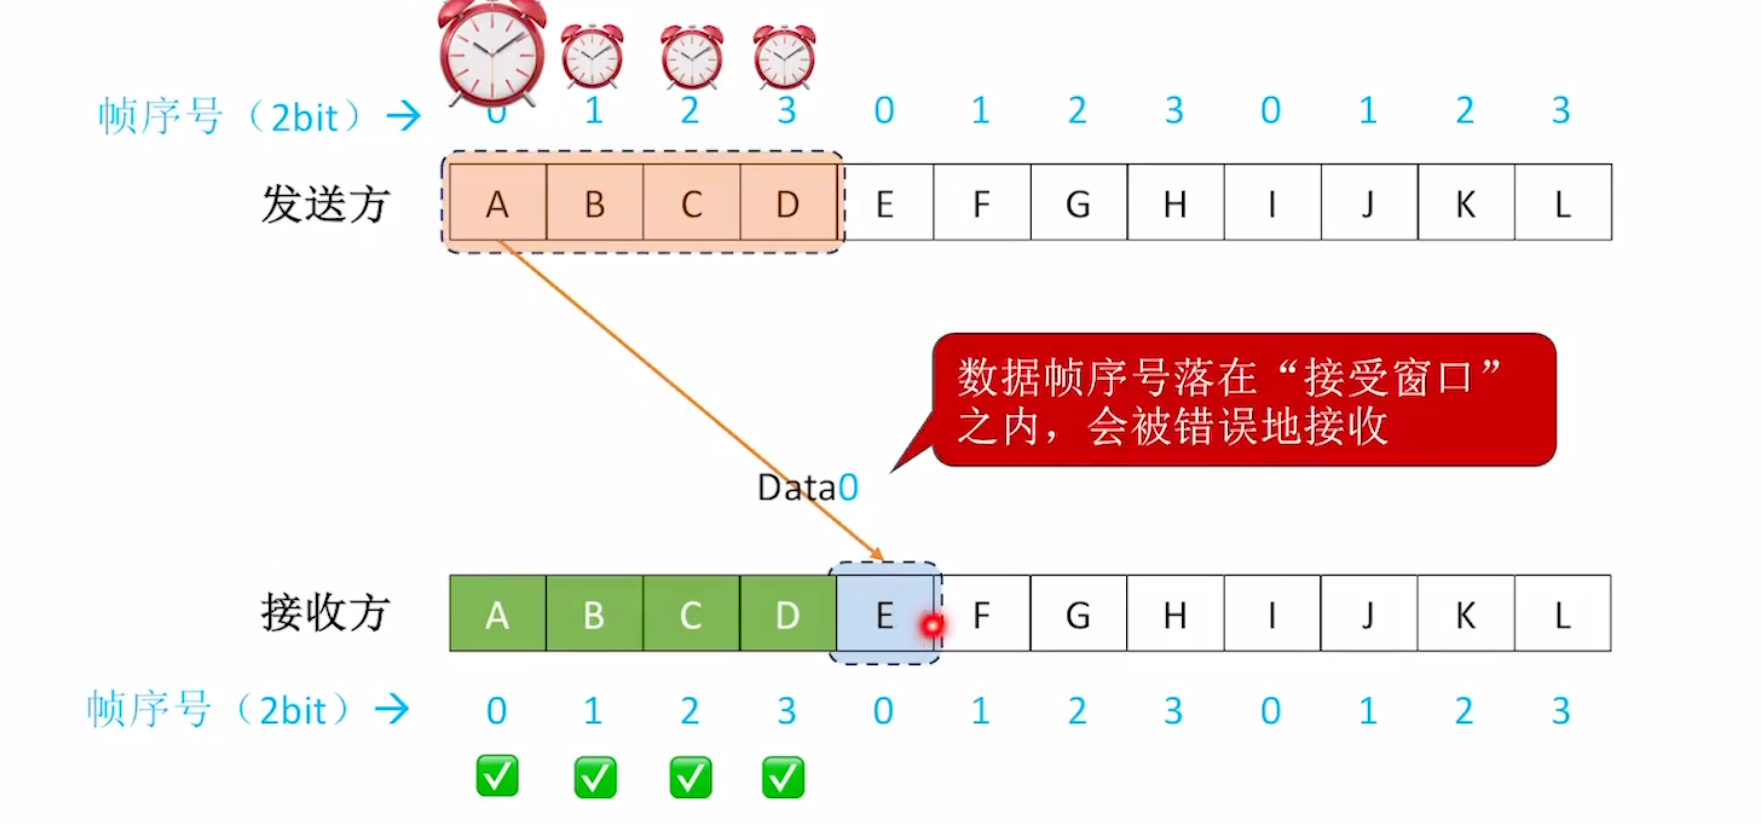 帧序号（2bit）→ 0 1 2 3 0 1 2 3 0 1 2 3
发送方 A B C D E F G H I J K L
数据帧序号落在“接受窗口”
之内，会被错误地接收
Data0
接收方 A B C D E F G H I J K L
帧序号（2bit）→ 0 1 2 3 0 1 2 3 0 1 2 3